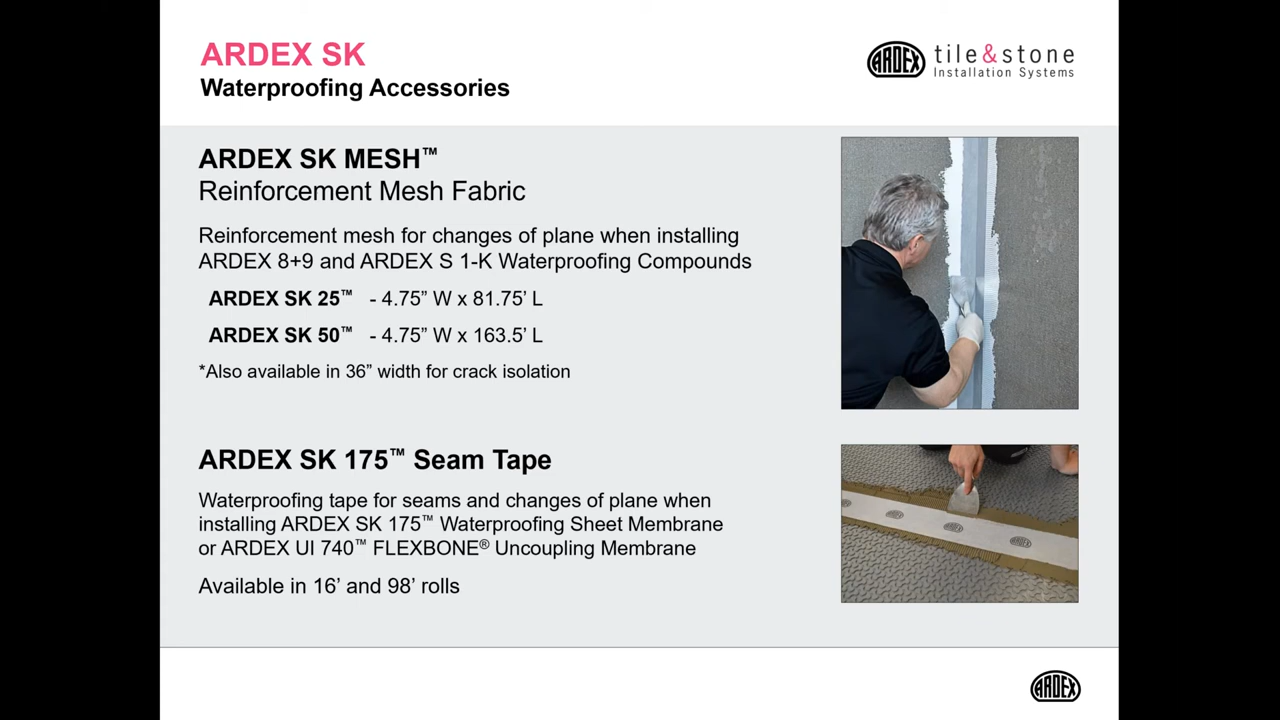 ARDEX SK
Waterproofing Accessories
ARDEX tile&stone
Installation Systems
ARDEX SK MESH™
Reinforcement Mesh Fabric
Reinforcement mesh for changes of plane when installing
ARDEX 8+9 and ARDEX S 1-K Waterproofing Compounds
ARDEX SK 25™ - 4.75” W x 81.75’ L
ARDEX SK 50™ - 4.75” W x 163.5’ L
*Also available in 36” width for crack isolation
ARDEX SK 175™ Seam Tape
Waterproofing tape for seams and changes of plane when
installing ARDEX SK 175™ Waterproofing Sheet Membrane
or ARDEX UI 740™ FLEXBONE® Uncoupling Membrane
Available in 16’ and 98’ rolls
ARDEX